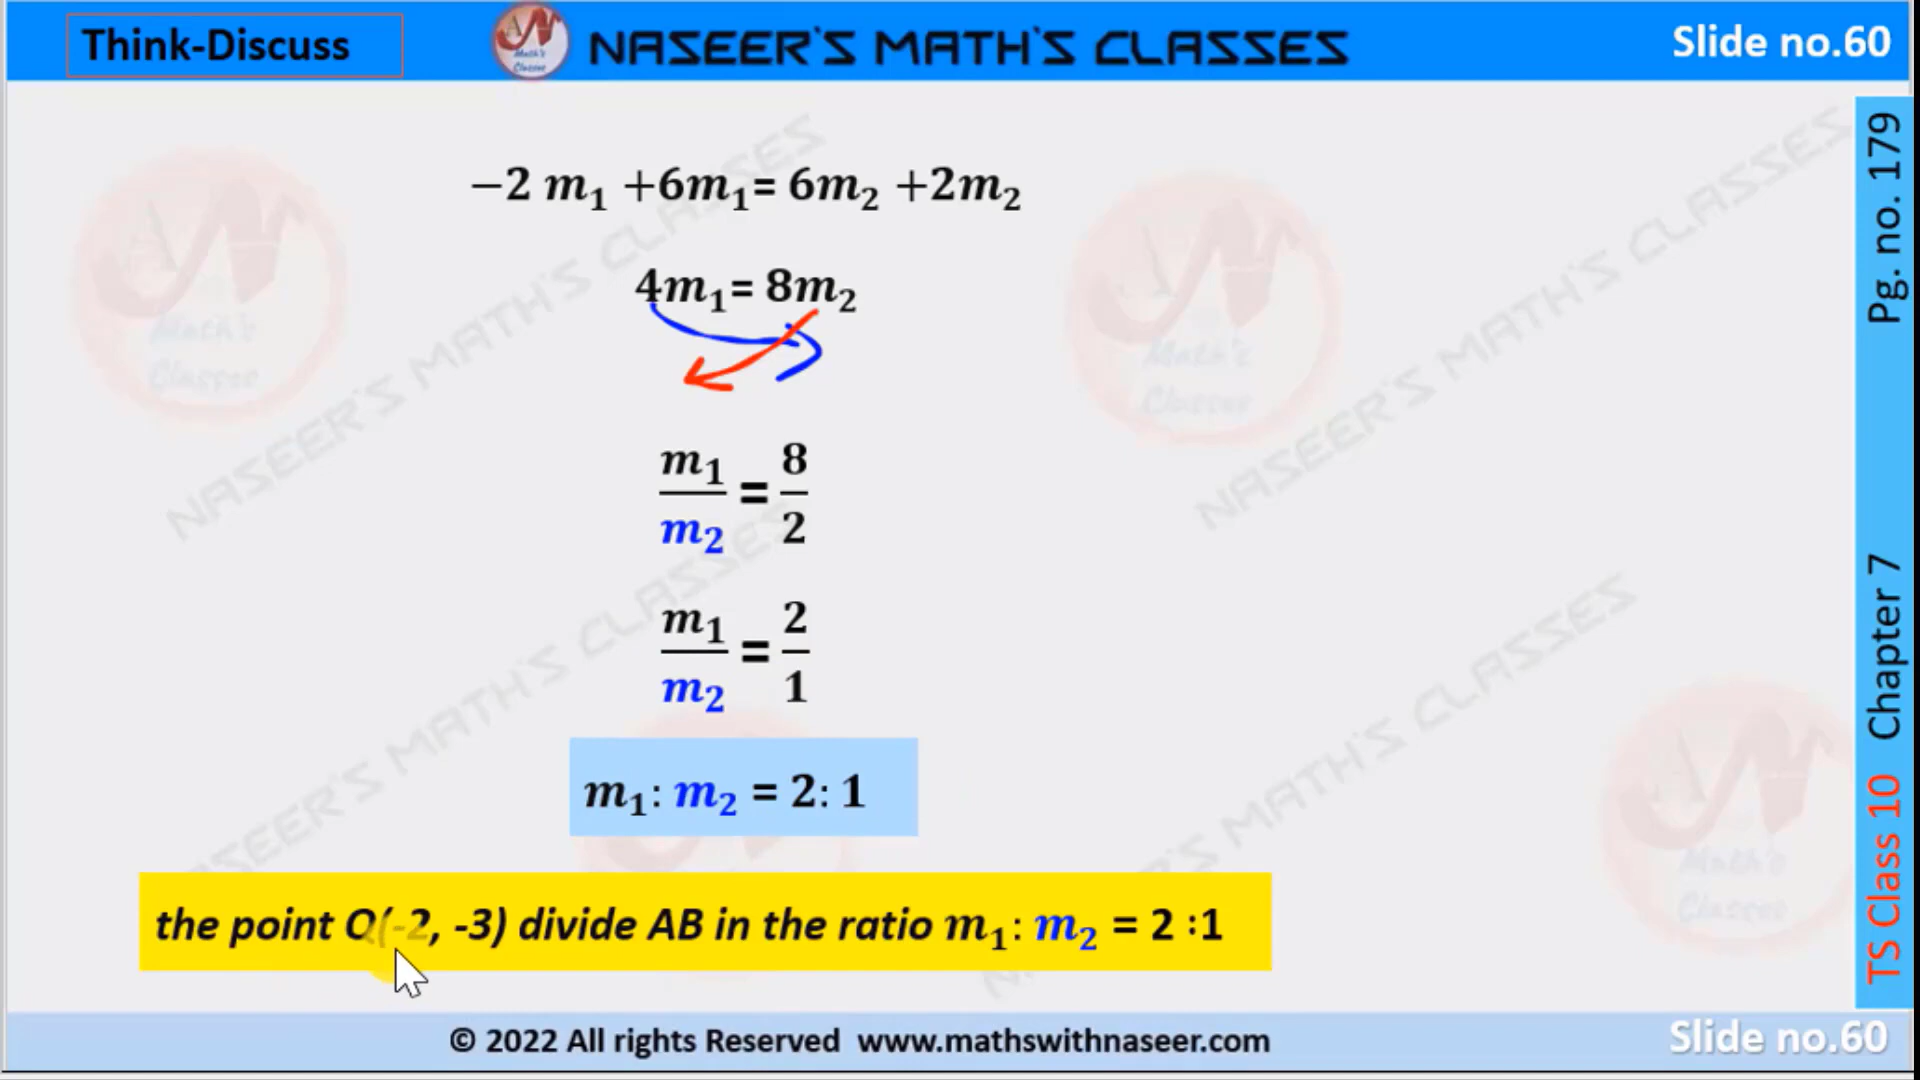 Think-Discuss
NASEER'S MATH'S CLASSES
Slide no.60
−2 m₁ +6m₁= 6m₂ +2m₂
4m₁= 8m₂
m₁/m₂ = 8/2
m₁/m₂ = 2/1
m₁: m₂ = 2: 1
the point Q(-2, -3) divide AB in the ratio m₁: m₂ = 2 :1
Pg. no. 179
Chapter 7
TS Class 10
© 2022 All rights Reserved www.mathswithnaseer.com
Slide no.60